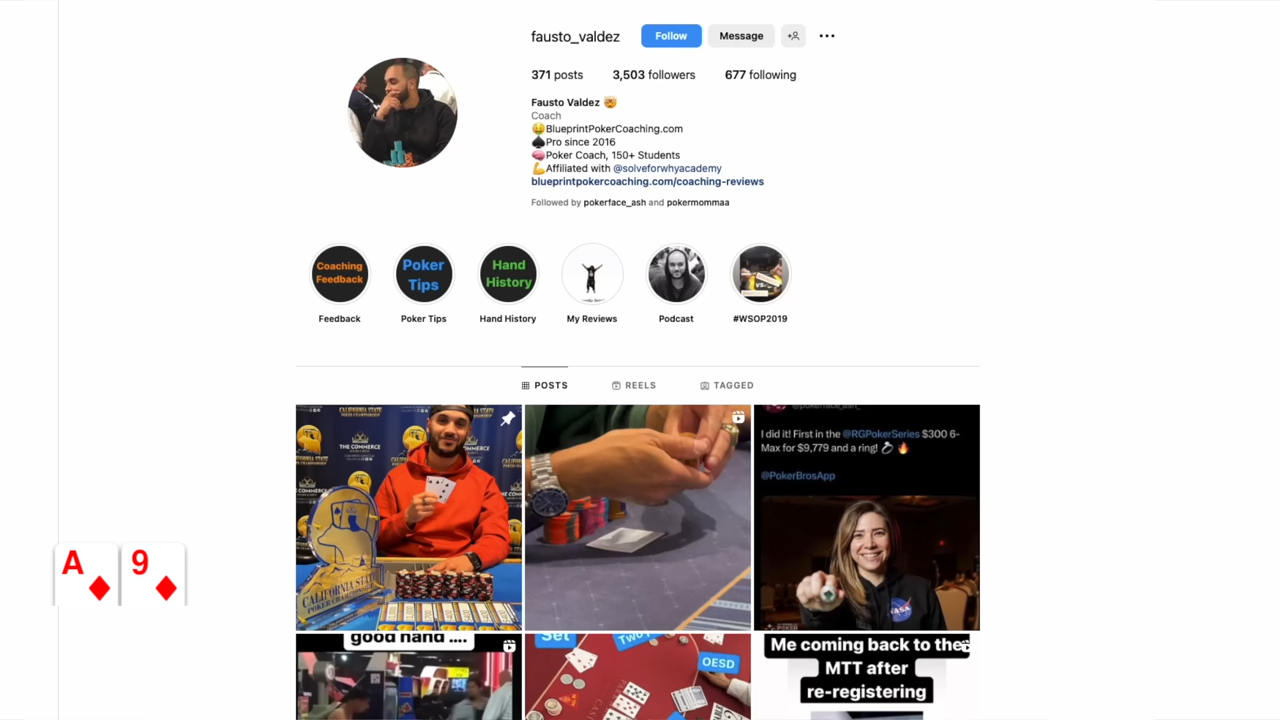 fausto_valdez Follow Message
371 posts 3,503 followers 677 following
Fausto Valdez 🤯
Coach
🤑BlueprintPokerCoaching.com
♠️Pro since 2016
🧠Poker Coach, 150+ Students
💪Affiliated with @solveforwhyacademy
blueprintpokercoaching.com/coaching-reviews
Followed by pokerface_ash and pokermommaa
Coaching
Feedback
Poker
Tips
Hand
History
Feedback Poker Tips Hand History My Reviews Podcast #WSOP2019
POSTS REELS TAGGED
THE COMMERCE
CALIFORNIA STATE
POKER CHAMPIONSHIP
@pokerface_ash_
I did it! First in the @RGPokerSeries $300 6-
Max for $9,779 and a ring! 💍 🔥
@PokerBrosApp
NASA
A 9
good hand ....
Set
OESD
Me coming back to the
MTT after
re-registering